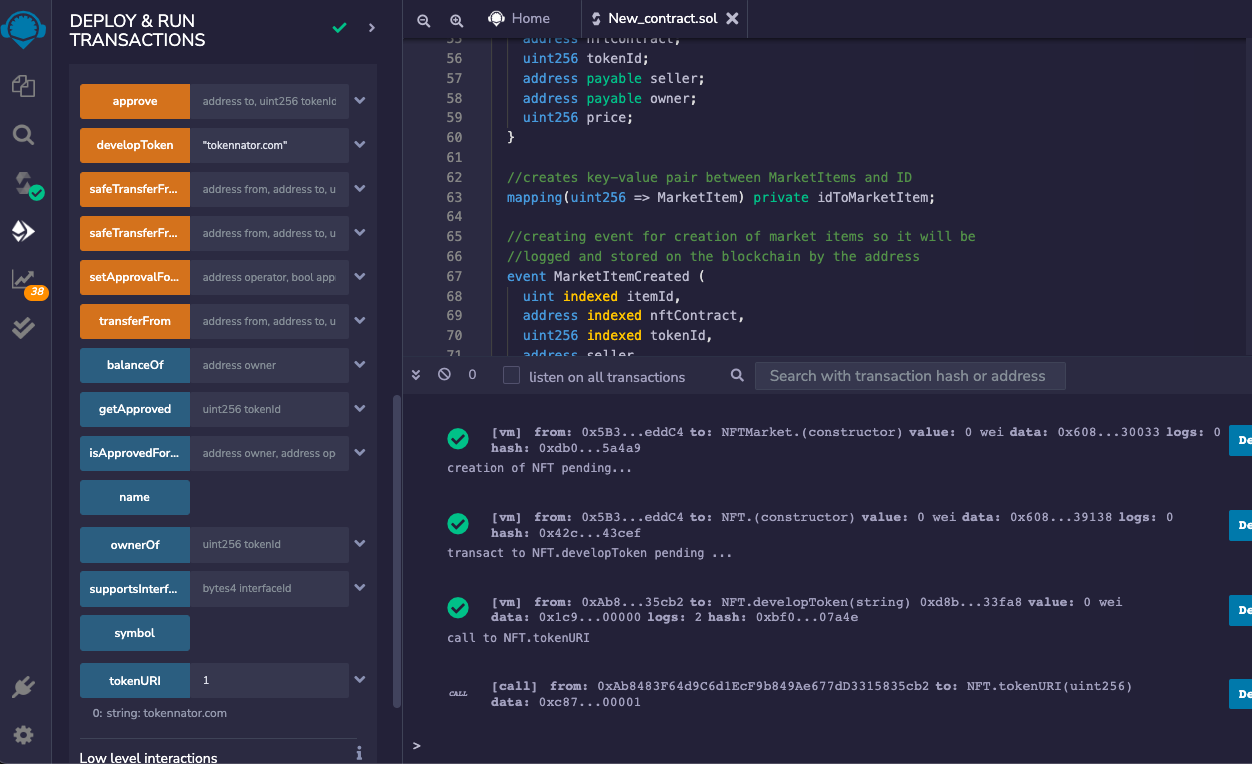 DEPLOY & RUN
TRANSACTIONS
approve
address to, uint256 tokenId
developToken
"tokennator.com"
safeTransferFr...
address from, address to, u
safeTransferFr...
address from, address to, u
setApprovalFo...
address operator, bool app
transferFrom
address from, address to, u
balanceOf
address owner
getApproved
uint256 tokenId
isApprovedFor...
address owner, address op
name
ownerOf
uint256 tokenId
supportsInterf...
bytes4 interfaceId
symbol
tokenURI
1
0: string: tokennator.com
Low level interactions
i
38
Home
New_contract.sol
55 address nftContract;
56 uint256 tokenId;
57 address payable seller;
58 address payable owner;
59 uint256 price;
60 }
61
62 //creates key-value pair between MarketItems and ID
63 mapping(uint256 => MarketItem) private idToMarketItem;
64
65 //creating event for creation of market items so it will be
66 //logged and stored on the blockchain by the address
67 event MarketItemCreated (
68 uint indexed itemId,
69 address indexed nftContract,
70 uint256 indexed tokenId,
71 address seller
0
listen on all transactions
Search with transaction hash or address
[vm] from: 0x5B3...eddC4 to: NFTMarket.(constructor) value: 0 wei data: 0x608...30033 logs: 0
hash: 0xdb0...5a4a9
De
creation of NFT pending...
[vm] from: 0x5B3...eddC4 to: NFT.(constructor) value: 0 wei data: 0x608...39138 logs: 0
hash: 0x42c...43cef
De
transact to NFT.developToken pending ...
[vm] from: 0xAb8...35cb2 to: NFT.developToken(string) 0xd8b...33fa8 value: 0 wei
data: 0x1c9...00000 logs: 2 hash: 0xbf0...07a4e
De
call to NFT.tokenURI
CALL
[call] from: 0xAb8483F64d9C6d1EcF9b849Ae677dD3315835cb2 to: NFT.tokenURI(uint256)
data: 0xc87...00001
De
>